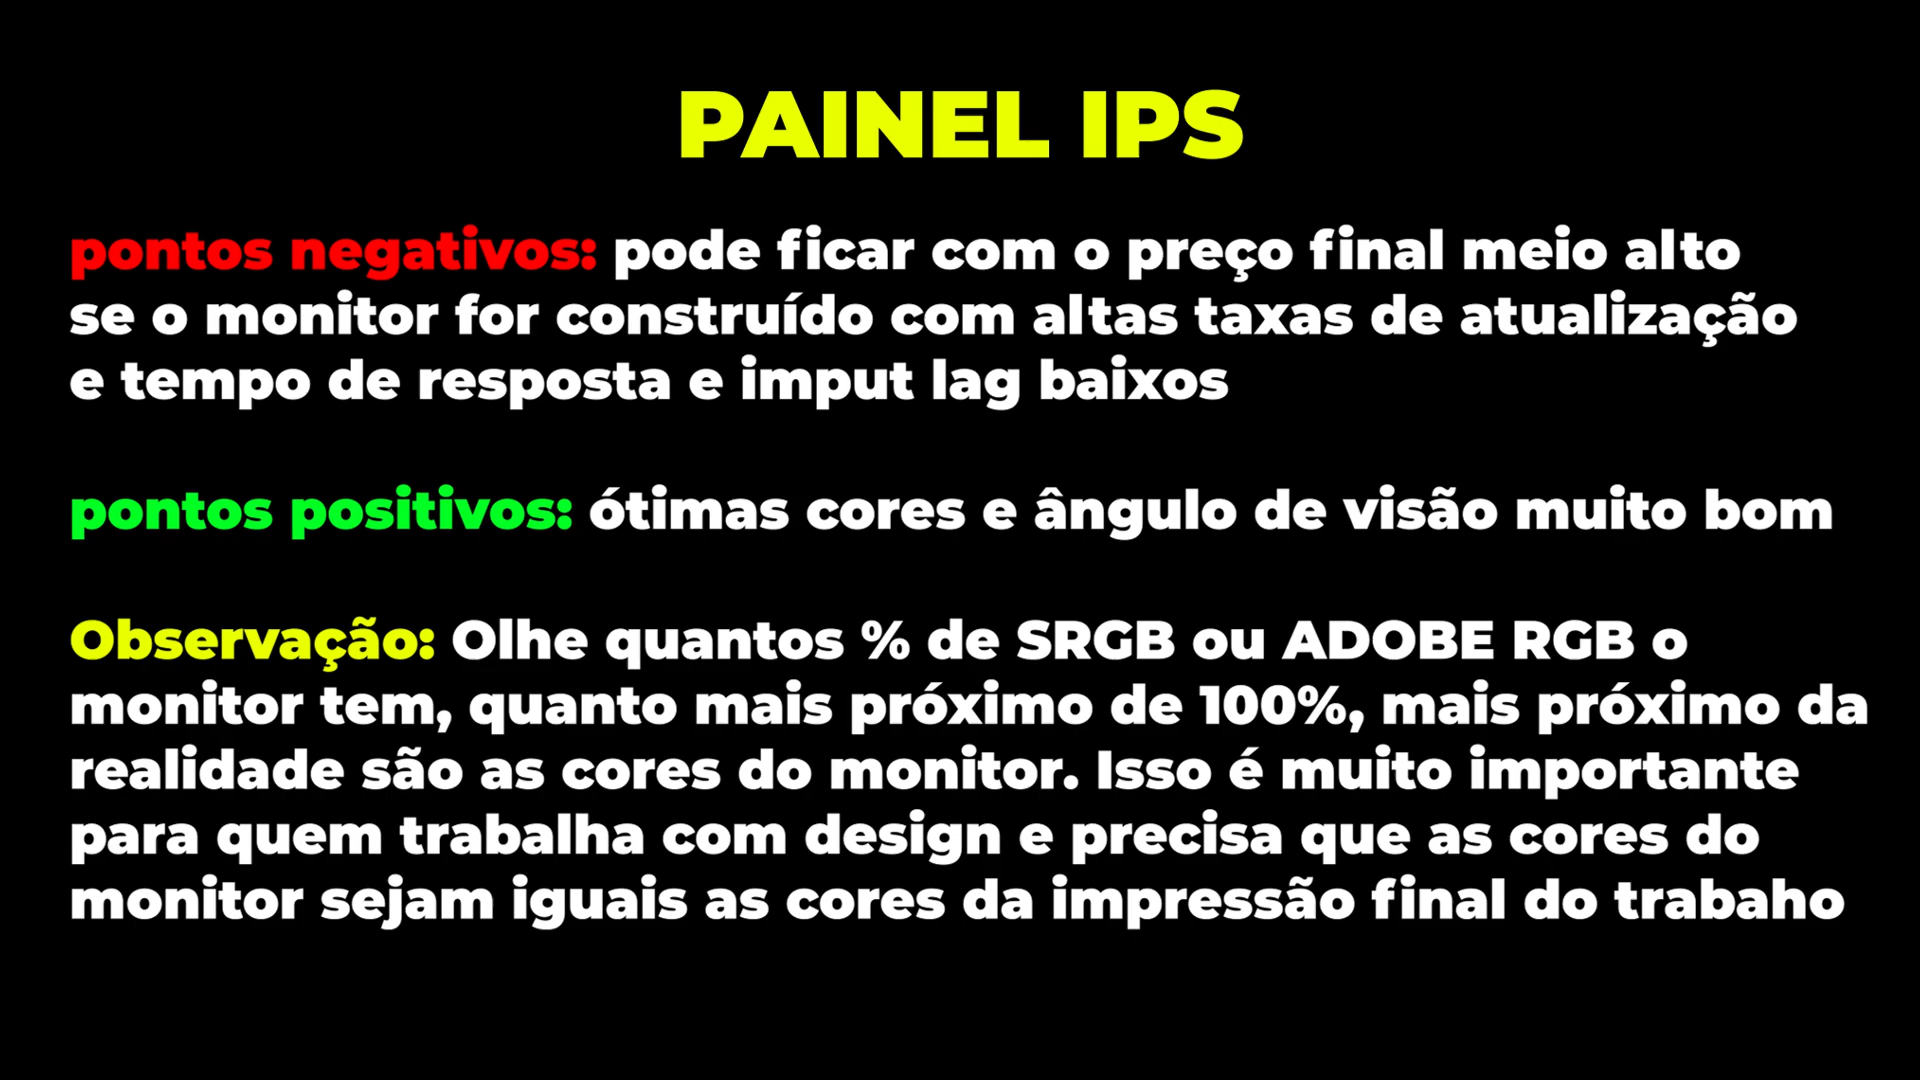 PAINEL IPS
pontos negativos: pode ficar com o preço final meio alto
se o monitor for construído com altas taxas de atualização
e tempo de resposta e imput lag baixos
pontos positivos: ótimas cores e ângulo de visão muito bom
Observação: Olhe quantos % de SRGB ou ADOBE RGB o
monitor tem, quanto mais próximo de 100%, mais próximo da
realidade são as cores do monitor. Isso é muito importante
para quem trabalha com design e precisa que as cores do
monitor sejam iguais as cores da impressão final do trabaho